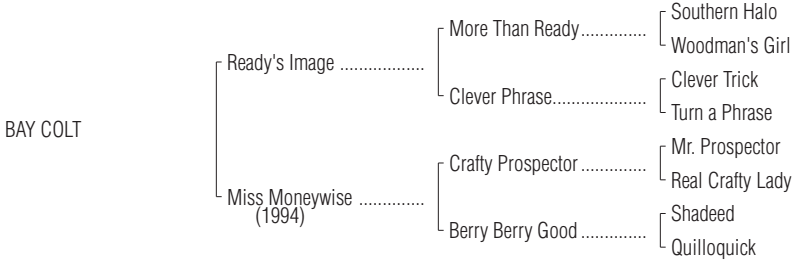 Southern Halo
More Than Ready..............
Woodman's Girl
Ready's Image ..................
Clever Trick
Clever Phrase....................
Turn a Phrase
BAY COLT
Mr. Prospector
Crafty Prospector ..............
Real Crafty Lady
Miss Moneywise ..............
(1994)
Shadeed
Berry Berry Good ..............
Quilloquick